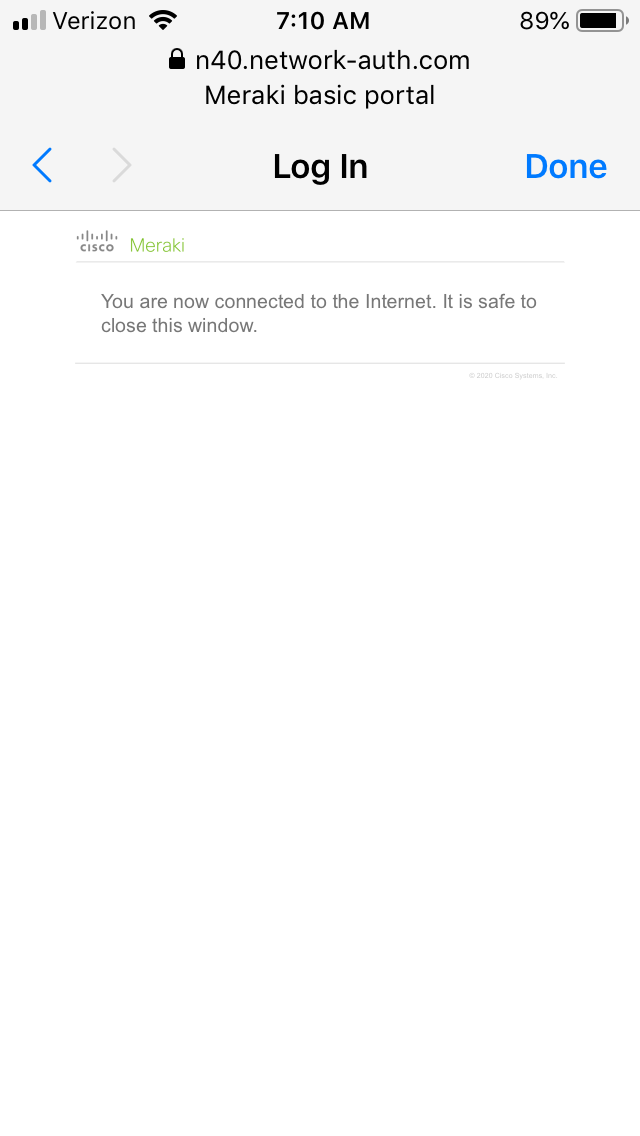 Verizon 7:10 AM 89%
n40.network-auth.com
Meraki basic portal
Log In Done
CISCO Meraki
You are now connected to the Internet. It is safe to
close this window.
© 2020 Cisco Systems, Inc.